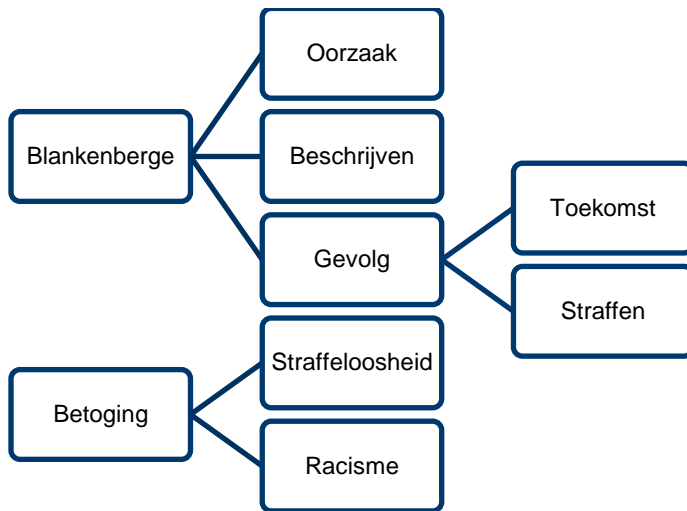 Oorzaak
Blankenberge
Beschrijven
Toekomst
Gevolg
Straffen
Straffeloosheid
Betoging
Racisme